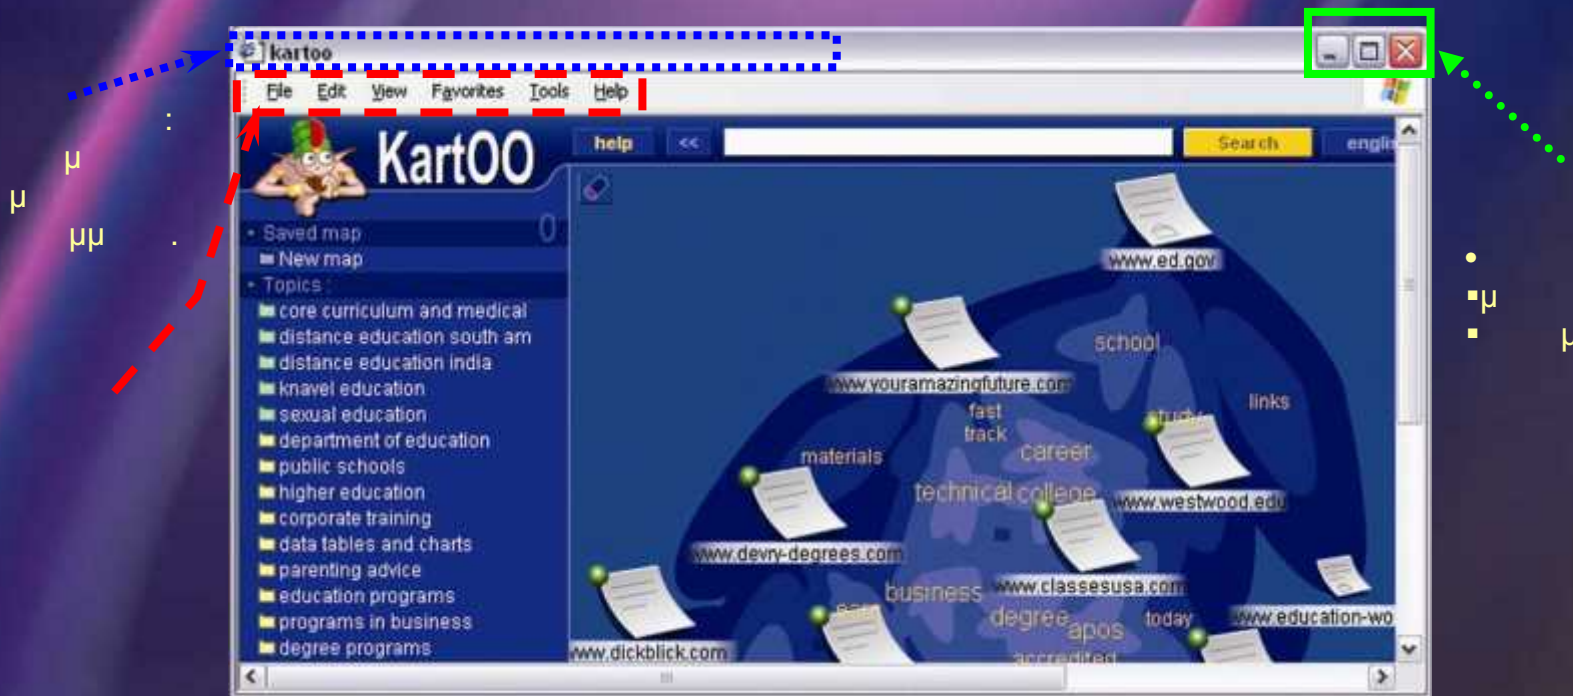 kartoo
File Edit View Favorites Tools Help
KartOO
help << Search
Saved map 0
New map
Topics :
core curriculum and medical
distance education south am
distance education india
knavel education
sexual education
department of education
public schools
higher education
corporate training
data tables and charts
parenting advice
education programs
programs in business
degree programs
www.ed.gov
school
www.youramazingfuture.com
links
fast
track
study
career
materials
technical college
www.westwood.edu
www.devry-degrees.com
business
www.classesusa.com
degree
apos
today
www.education-wo
www.dickblick.com
accredited
:
μ
μ
μμ .
•
▪μ
▪ μ